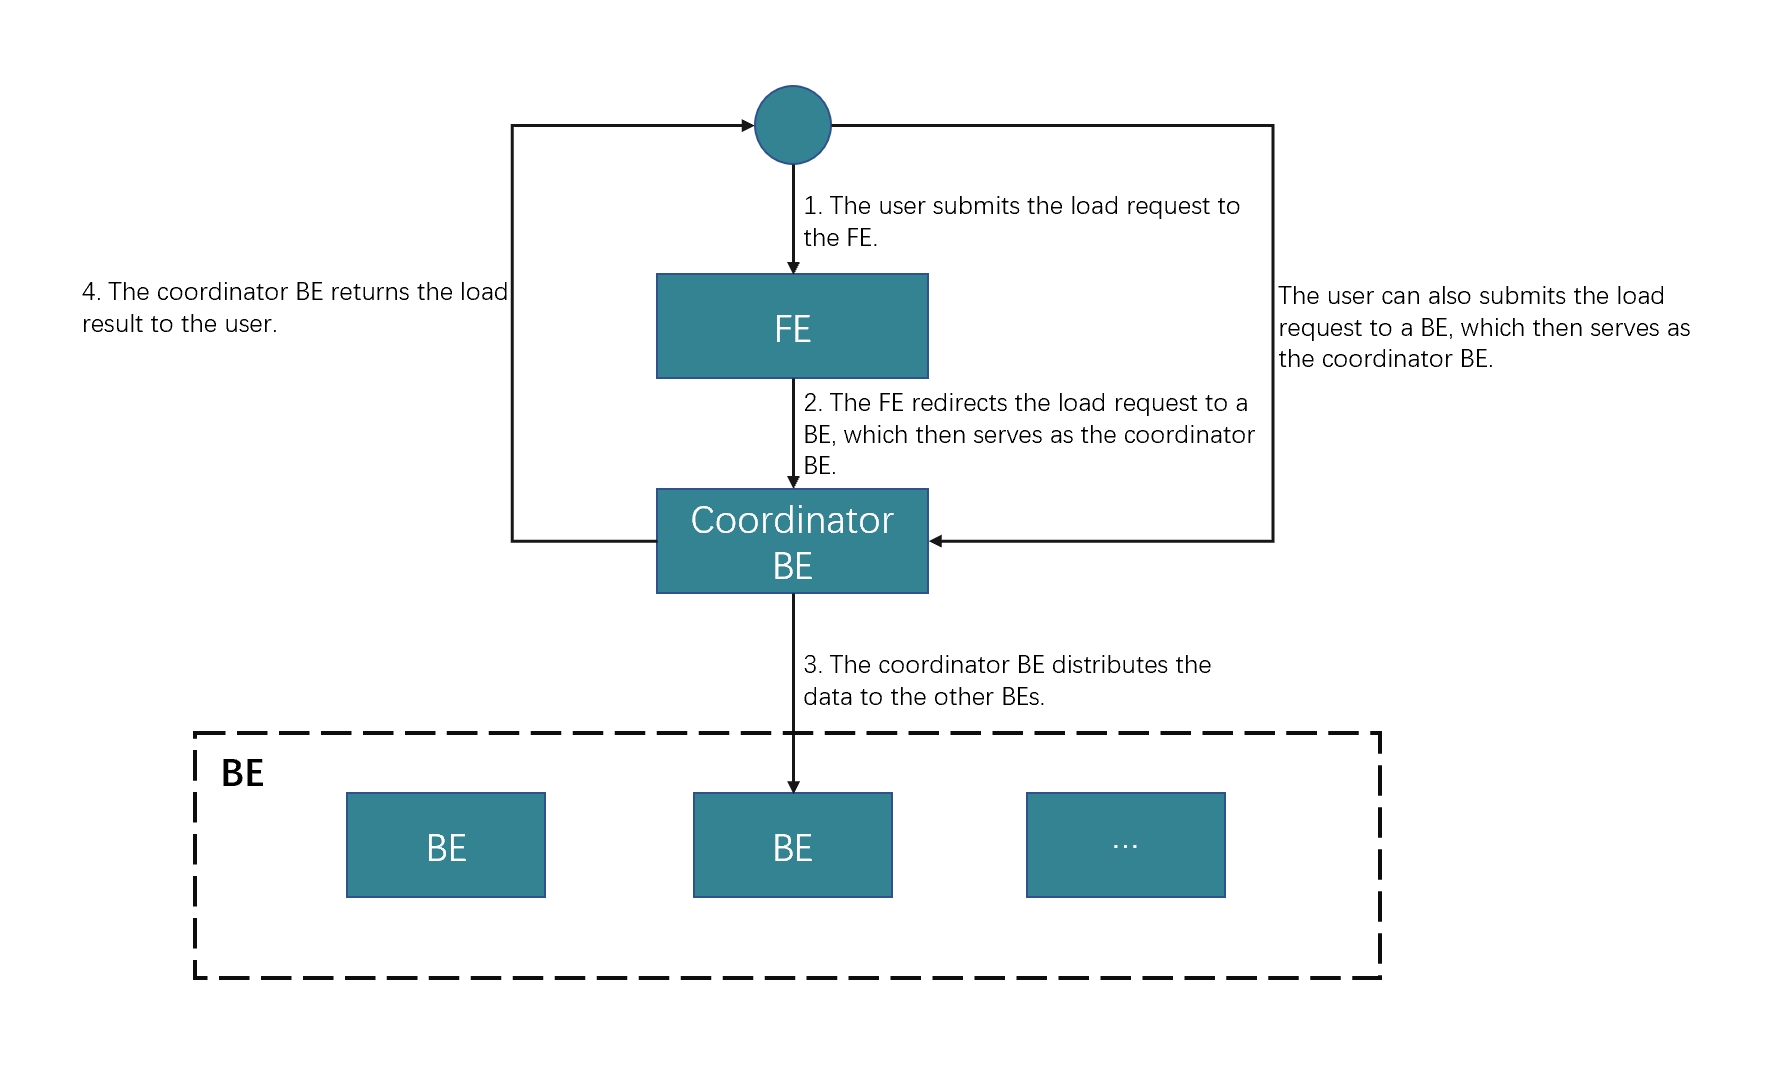 1. The user submits the load request to
the FE.
4. The coordinator BE returns the load
result to the user.
The user can also submits the load
request to a BE, which then serves as
the coordinator BE.
FE
2. The FE redirects the load request to a
BE, which then serves as the coordinator
BE.
Coordinator
BE
3. The coordinator BE distributes the
data to the other BEs.
BE
BE
BE
...